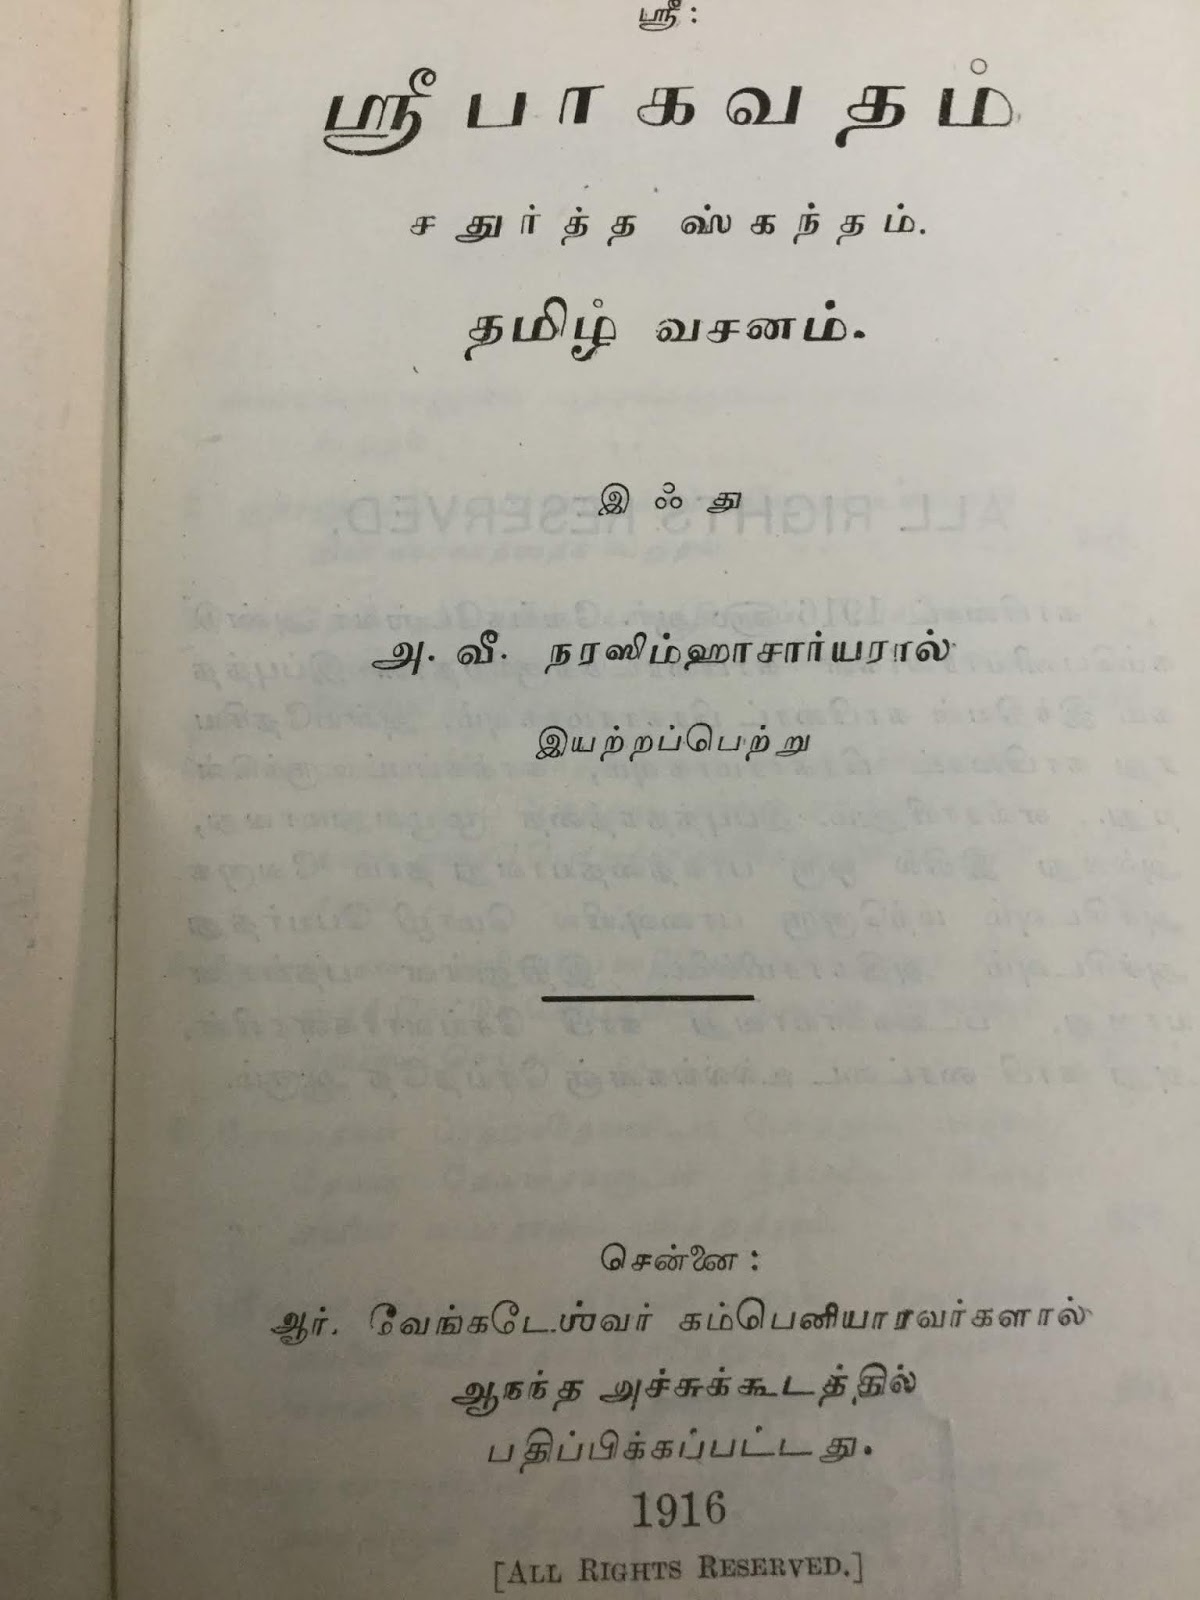 ஸ்ரீ:
ஸ்ரீ பாகவதம்
சதுர்த்த ஸ்கந்தம்.
தமிழ் வசனம்.
இஃது
அ. வீ. நரஸிம்ஹாசார்யரால்
இயற்றப்பெற்று
சென்னை:
ஆர். வேங்கடேஸ்வர் கம்பெனியாரவர்களால்
ஆநந்த அச்சுக்கூடத்தில்
பதிப்பிக்கப்பட்டது.
1916
[ALL RIGHTS RESERVED.]